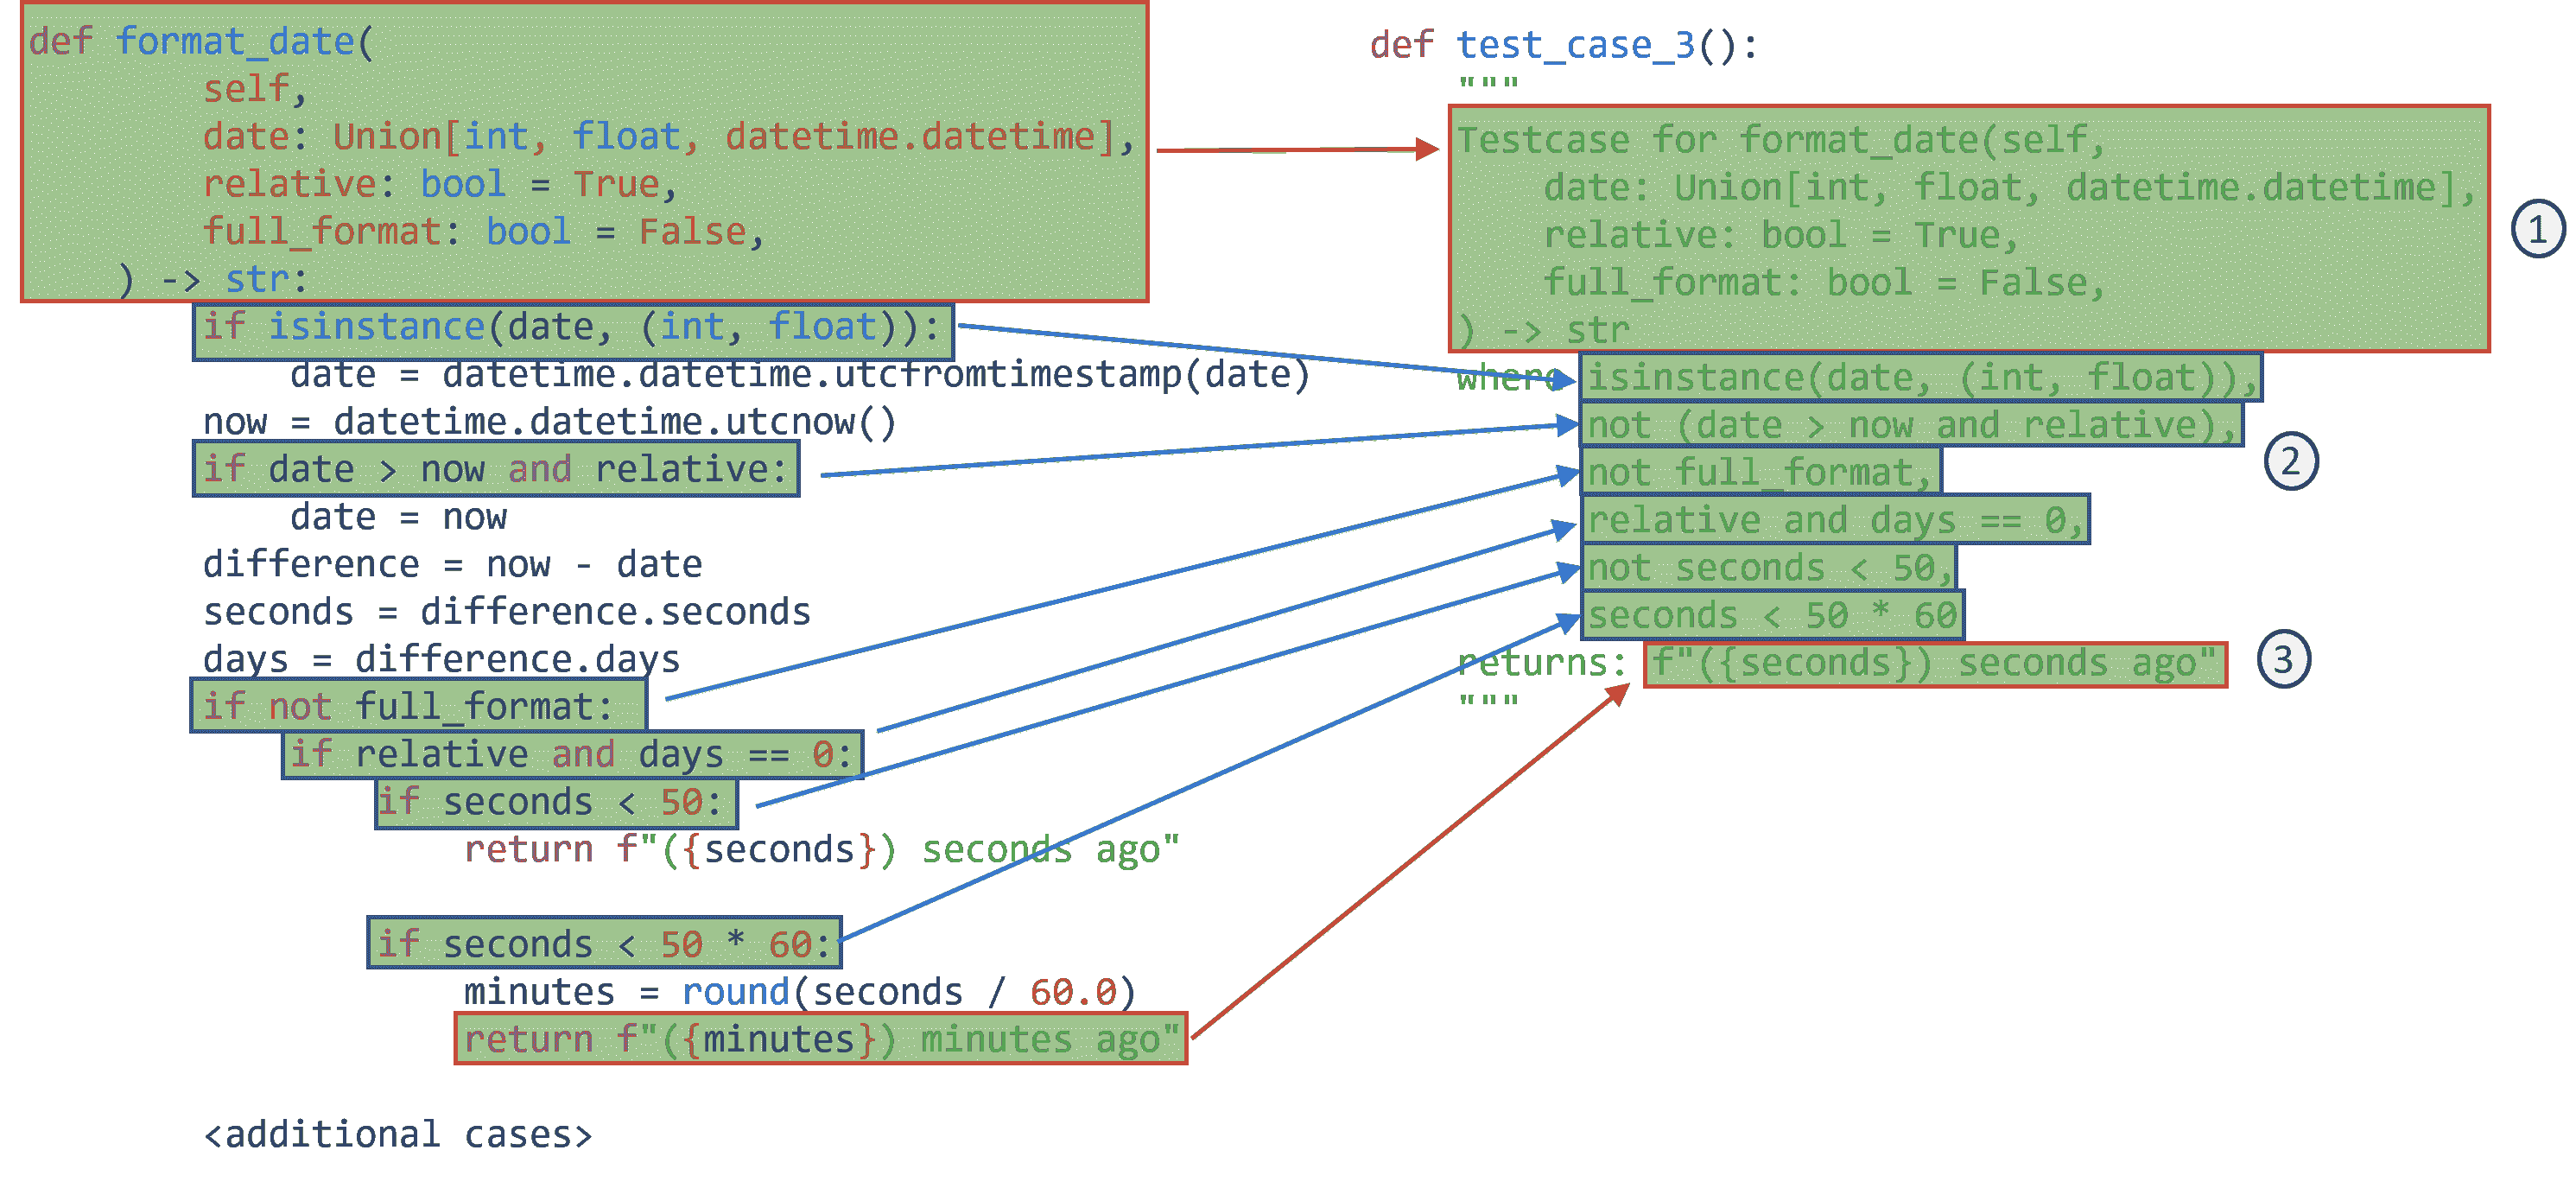 def format_date(
self,
date: Union[int, float, datetime.datetime],
relative: bool = True,
full_format: bool = False,
) -> str:
if isinstance(date, (int, float)):
date = datetime.datetime.utcfromtimestamp(date)
now = datetime.datetime.utcnow()
if date > now and relative:
date = now
difference = now - date
seconds = difference.seconds
days = difference.days
if not full_format:
if relative and days == 0:
if seconds < 50:
return f"({seconds}) seconds ago"
if seconds < 50 * 60:
minutes = round(seconds / 60.0)
return f"({minutes}) minutes ago"
<additional cases>
def test_case_3():
"""
Testcase for format_date(self,
date: Union[int, float, datetime.datetime],
relative: bool = True,
full_format: bool = False,
) -> str
1
where isinstance(date, (int, float)),
not (date > now and relative),
not full_format,
2
relative and days == 0,
not seconds < 50,
seconds < 50 * 60
returns: f"({seconds}) seconds ago"
3
"""